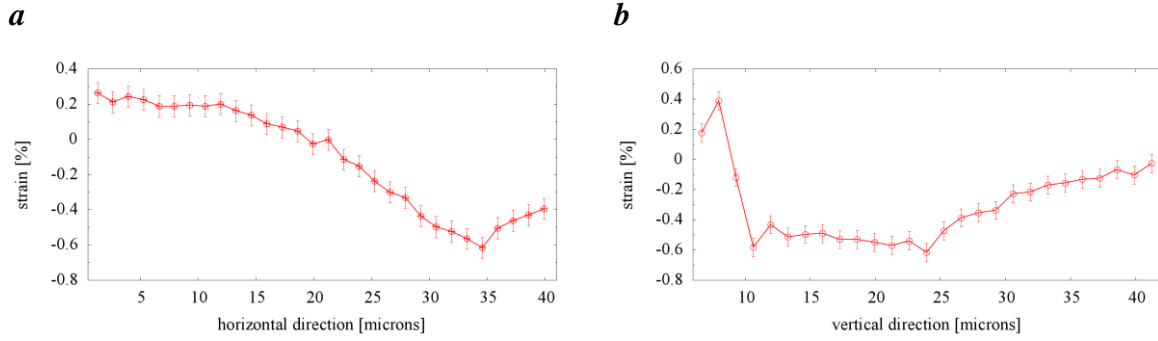 a
b
0.4
0.2
0
-0.2
-0.4
-0.6
-0.8
strain [%]
5 10 15 20 25 30 35 40
horizontal direction [microns]
0.6
0.4
0.2
0
-0.2
-0.4
-0.6
-0.8
strain [%]
10 15 20 25 30 35 40
vertical direction [microns]